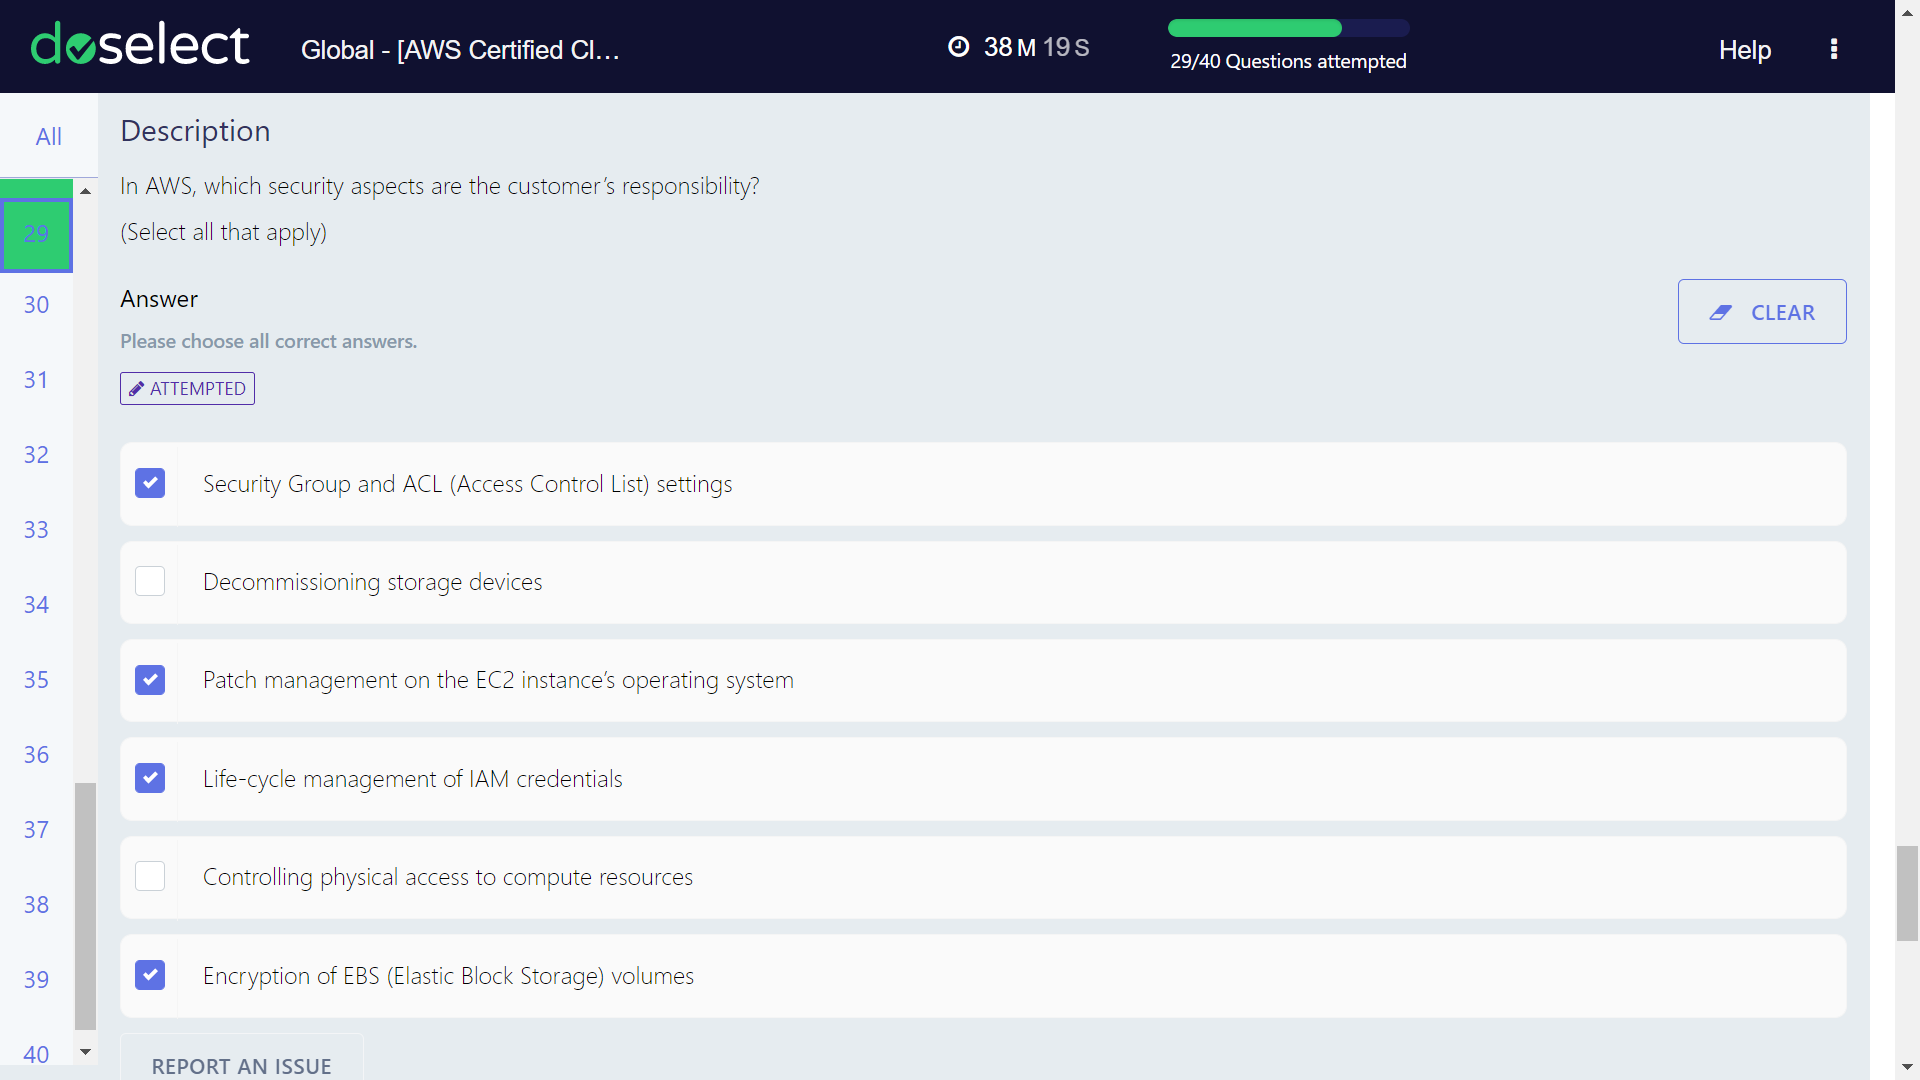 doselect
Global - [AWS Certified Cl...
38 M 19 S
29/40 Questions attempted
Help
All
29
30
31
32
33
34
35
36
37
38
39
40
Description
In AWS, which security aspects are the customer’s responsibility?
(Select all that apply)
Answer
CLEAR
Please choose all correct answers.
ATTEMPTED
Security Group and ACL (Access Control List) settings
Decommissioning storage devices
Patch management on the EC2 instance’s operating system
Life-cycle management of IAM credentials
Controlling physical access to compute resources
Encryption of EBS (Elastic Block Storage) volumes
REPORT AN ISSUE